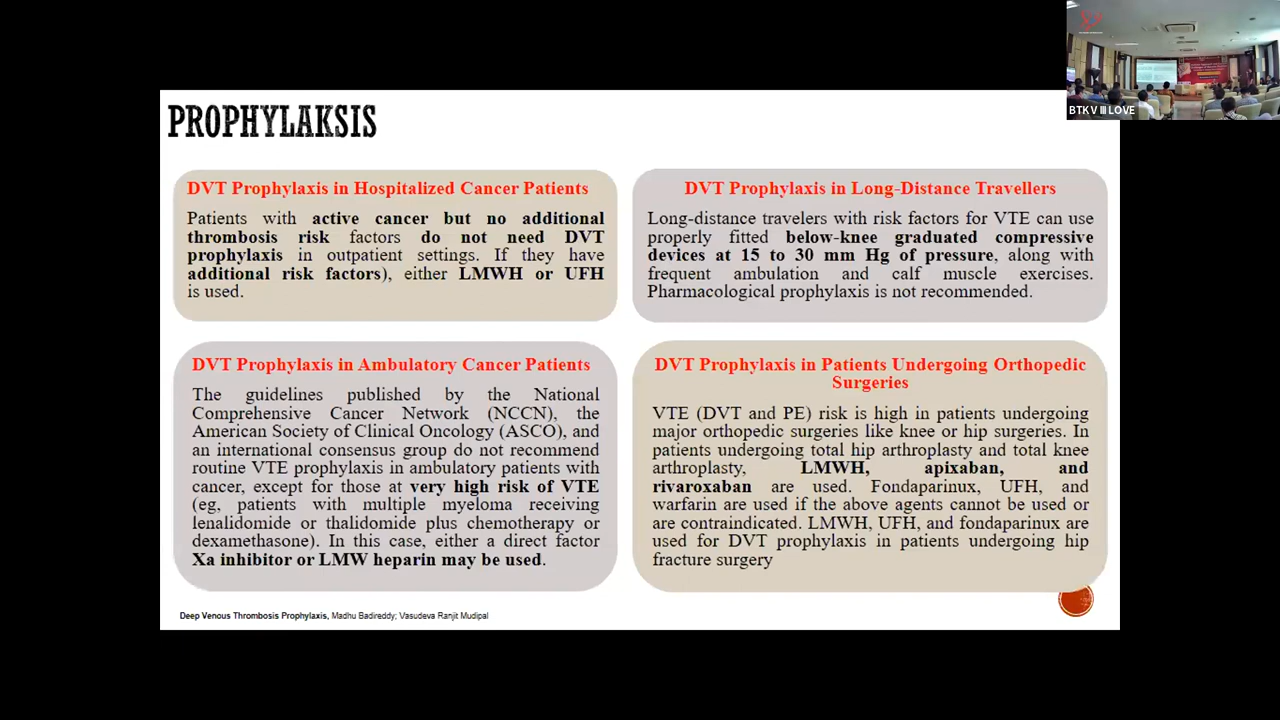 PROPHYLAKSIS
DVT Prophylaxis in Hospitalized Cancer Patients
Patients with active cancer but no additional
thrombosis risk factors do not need DVT
prophylaxis in outpatient settings. If they have
additional risk factors), either LMWH or UFH
is used.
DVT Prophylaxis in Long-Distance Travellers
Long-distance travelers with risk factors for VTE can use
properly fitted below-knee graduated compressive
devices at 15 to 30 mm Hg of pressure, along with
frequent ambulation and calf muscle exercises.
Pharmacological prophylaxis is not recommended.
DVT Prophylaxis in Ambulatory Cancer Patients
The guidelines published by the National
Comprehensive Cancer Network (NCCN), the
American Society of Clinical Oncology (ASCO), and
an international consensus group do not recommend
routine VTE prophylaxis in ambulatory patients with
cancer, except for those at very high risk of VTE
(eg, patients with multiple myeloma receiving
lenalidomide or thalidomide plus chemotherapy or
dexamethasone). In this case, either a direct factor
Xa inhibitor or LMW heparin may be used.
DVT Prophylaxis in Patients Undergoing Orthopedic
Surgeries
VTE (DVT and PE) risk is high in patients undergoing
major orthopedic surgeries like knee or hip surgeries. In
patients undergoing total hip arthroplasty and total knee
arthroplasty, LMWH, apixaban, and
rivaroxaban are used. Fondaparinux, UFH, and
warfarin are used if the above agents cannot be used or
are contraindicated. LMWH, UFH, and fondaparinux are
used for DVT prophylaxis in patients undergoing hip
fracture surgery
Deep Venous Thrombosis Prophylaxis, Madhu Badireddy; Vasudeva Ranjit Mudipal
BTKV III LOVE